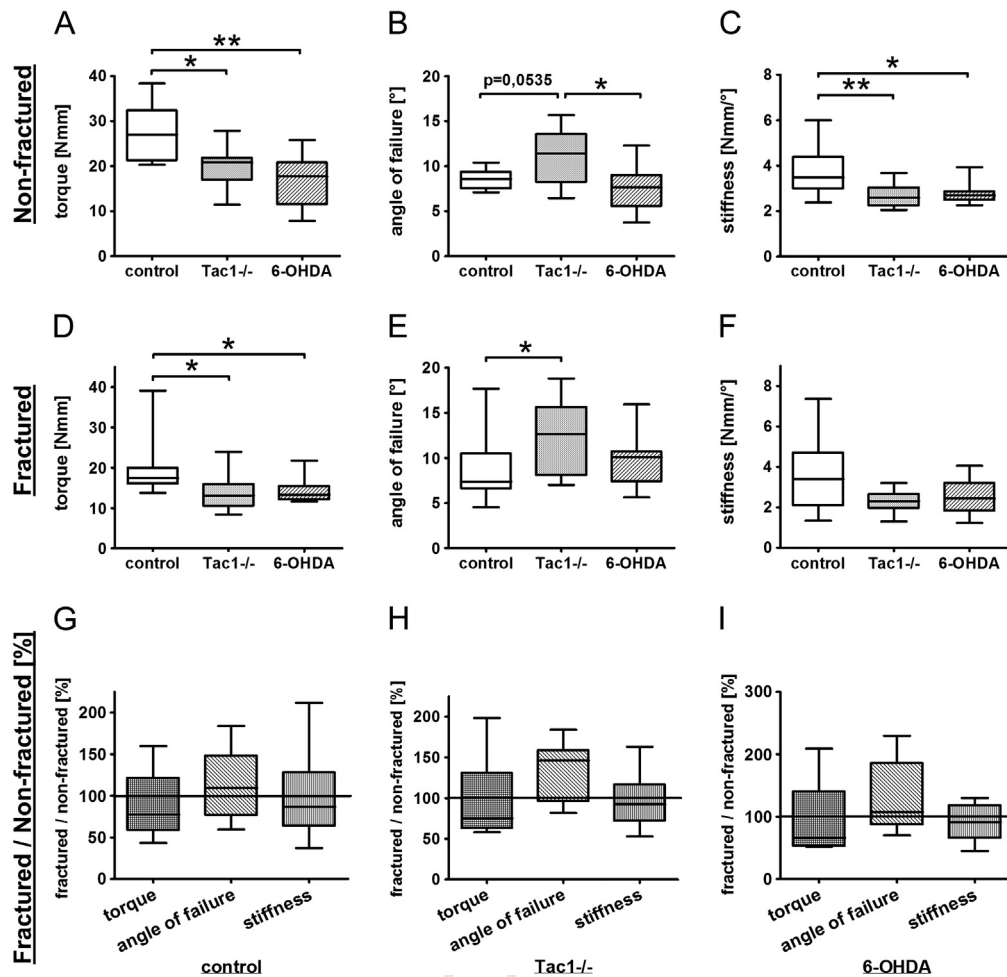 Non-fractured
A
**
*
torque [Nmm]
40
30
20
10
0
control Tac1-/- 6-OHDA
B
p=0,0535
*
angle of failure [°]
20
15
10
5
0
control Tac1-/- 6-OHDA
C
*
**
stiffness [Nmm/°]
8
6
4
2
0
control Tac1-/- 6-OHDA
Fractured
D
*
*
torque [Nmm]
40
30
20
10
0
control Tac1-/- 6-OHDA
E
*
angle of failure [°]
20
15
10
5
0
control Tac1-/- 6-OHDA
F
stiffness [Nmm/°]
8
6
4
2
0
control Tac1-/- 6-OHDA
Fractured / Non-fractured [%]
G
fractured / non-fractured [%]
200
150
100
50
0
torque
angle of failure
stiffness
control
H
fractured / non-fractured [%]
200
150
100
50
0
torque
angle of failure
stiffness
Tac1-/-
I
fractured / non-fractured [%]
300
200
100
0
torque
angle of failure
stiffness
6-OHDA